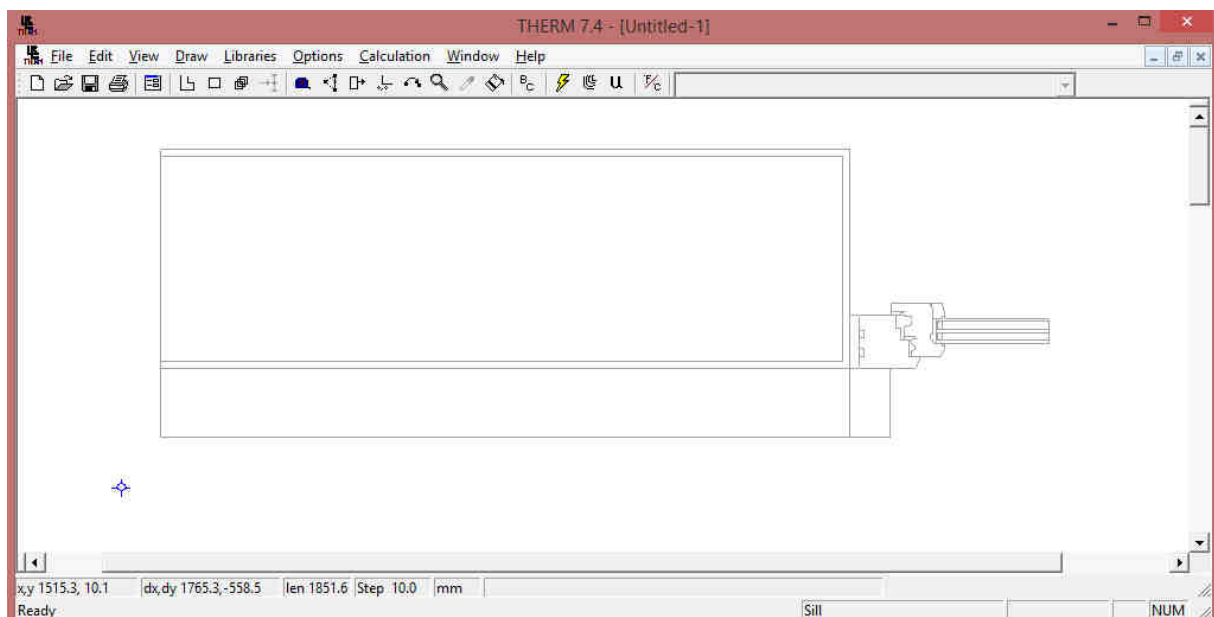 THERM 7.4 - [Untitled-1]
File Edit View Draw Libraries Options Calculation Window Help
BC U F/C
x,y 1515.3, 10.1 dx,dy 1765.3,-558.5 len 1851.6 Step 10.0 mm
Ready Sill NUM